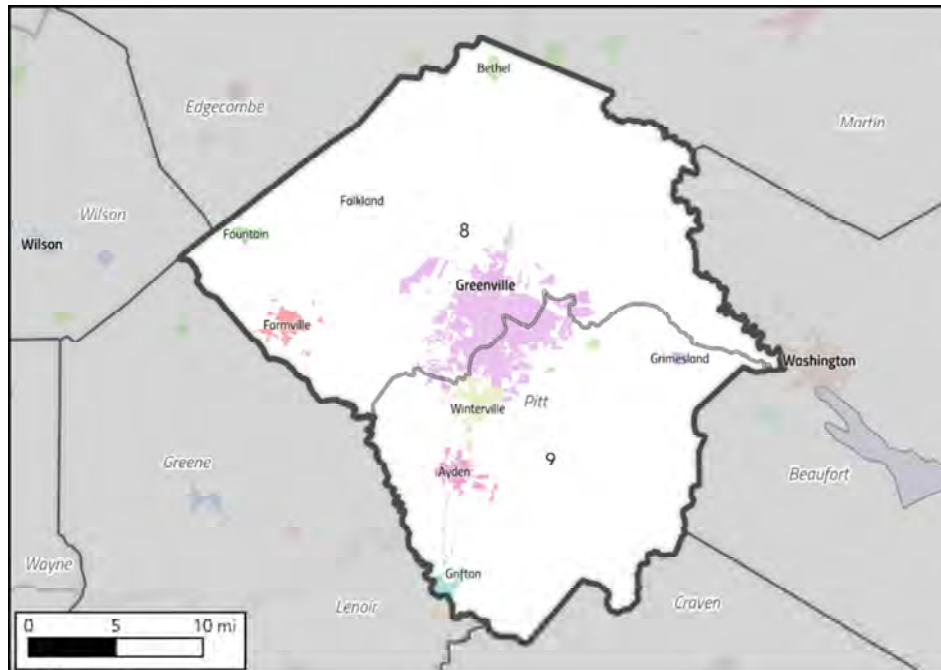 Bethel
Edgecombe
Martin
Falkland
Wilson
8
Fountain
Wilson
Greenville
Farmville
Grimesland
Washington
Pitt
Winterville
9
Greene
Ayden
Beaufort
Wayne
Grifton
Lenoir
Craven
0 5 10 mi